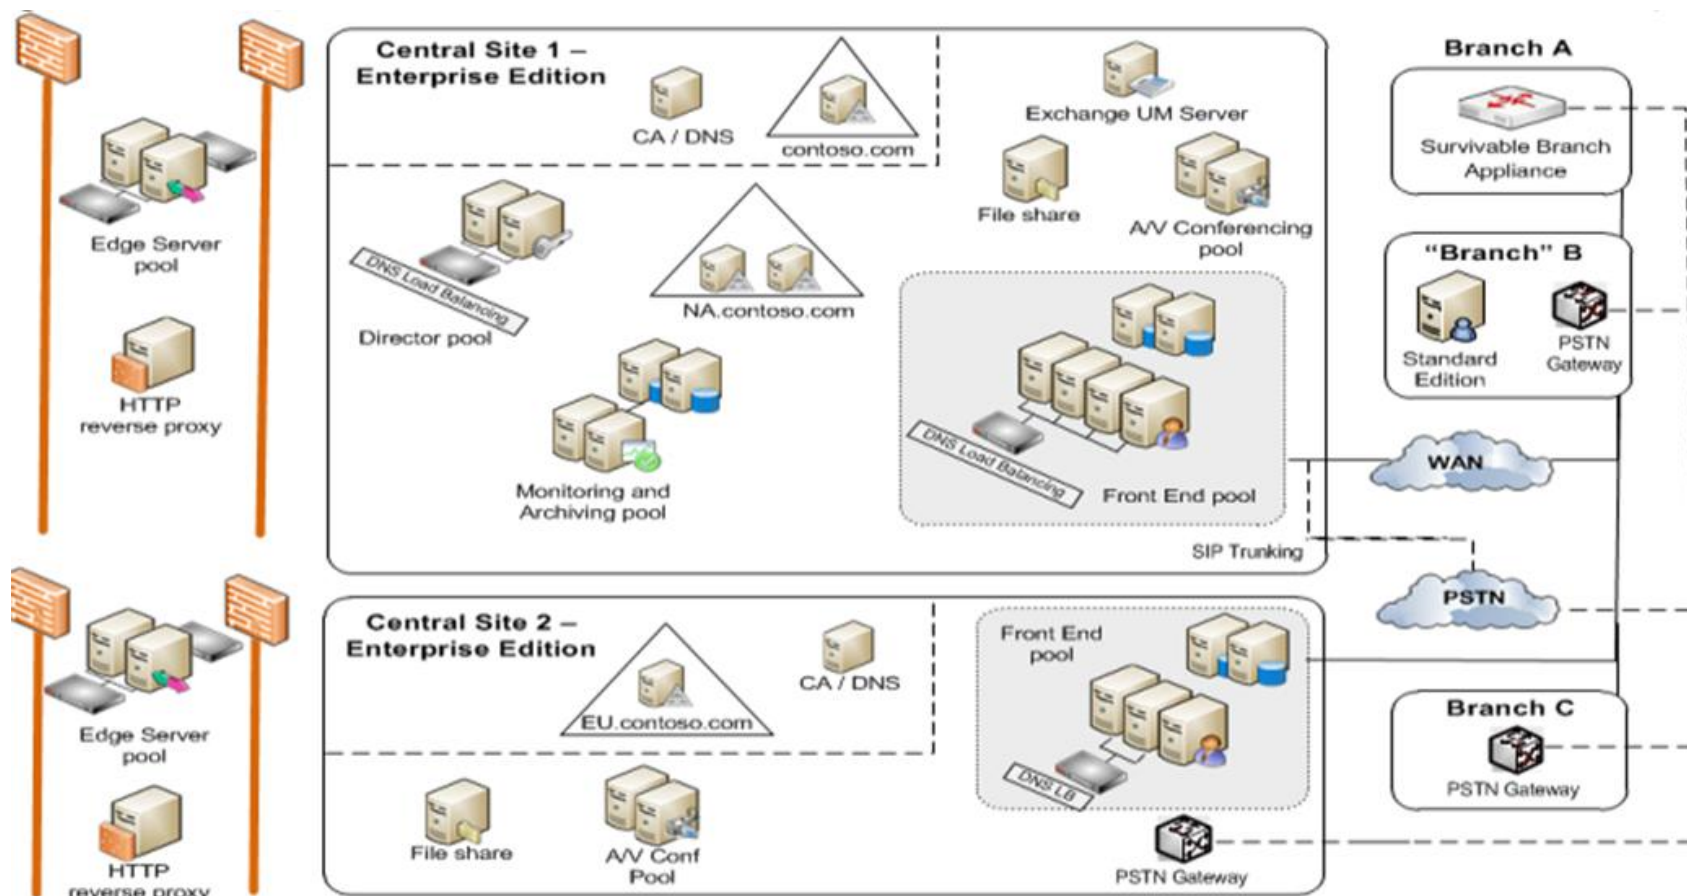 Edge Server
pool
HTTP
reverse proxy
Central Site 1 –
Enterprise Edition
CA / DNS
contoso.com
Exchange UM Server
File share
A/V Conferencing
pool
DNS Load Balancing
Director pool
NA.contoso.com
Monitoring and
Archiving pool
DNS Load Balancing
Front End pool
SIP Trunking
Branch A
Survivable Branch
Appliance
“Branch” B
Standard
Edition
PSTN
Gateway
WAN
PSTN
Edge Server
pool
HTTP
reverse proxy
Central Site 2 –
Enterprise Edition
EU.contoso.com
CA / DNS
File share
A/V Conf
Pool
Front End
pool
DNS LB
PSTN Gateway
Branch C
PSTN Gateway